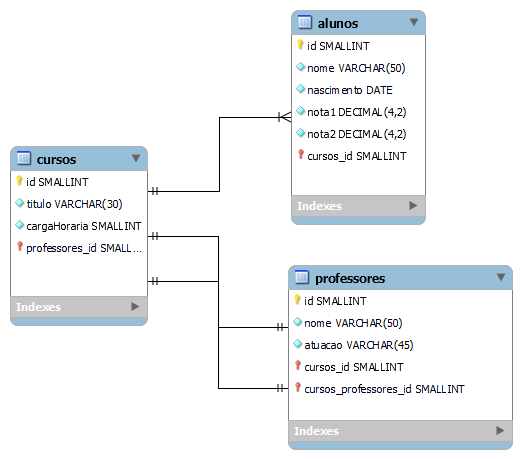 alunos
id SMALLINT
nome VARCHAR(50)
nascimento DATE
nota1 DECIMAL(4,2)
nota2 DECIMAL(4,2)
cursos_id SMALLINT
Indexes
cursos
id SMALLINT
titulo VARCHAR(30)
cargaHoraria SMALLINT
professores_id SMALL...
Indexes
professores
id SMALLINT
nome VARCHAR(50)
atuacao VARCHAR(45)
cursos_id SMALLINT
cursos_professores_id SMALLINT
Indexes